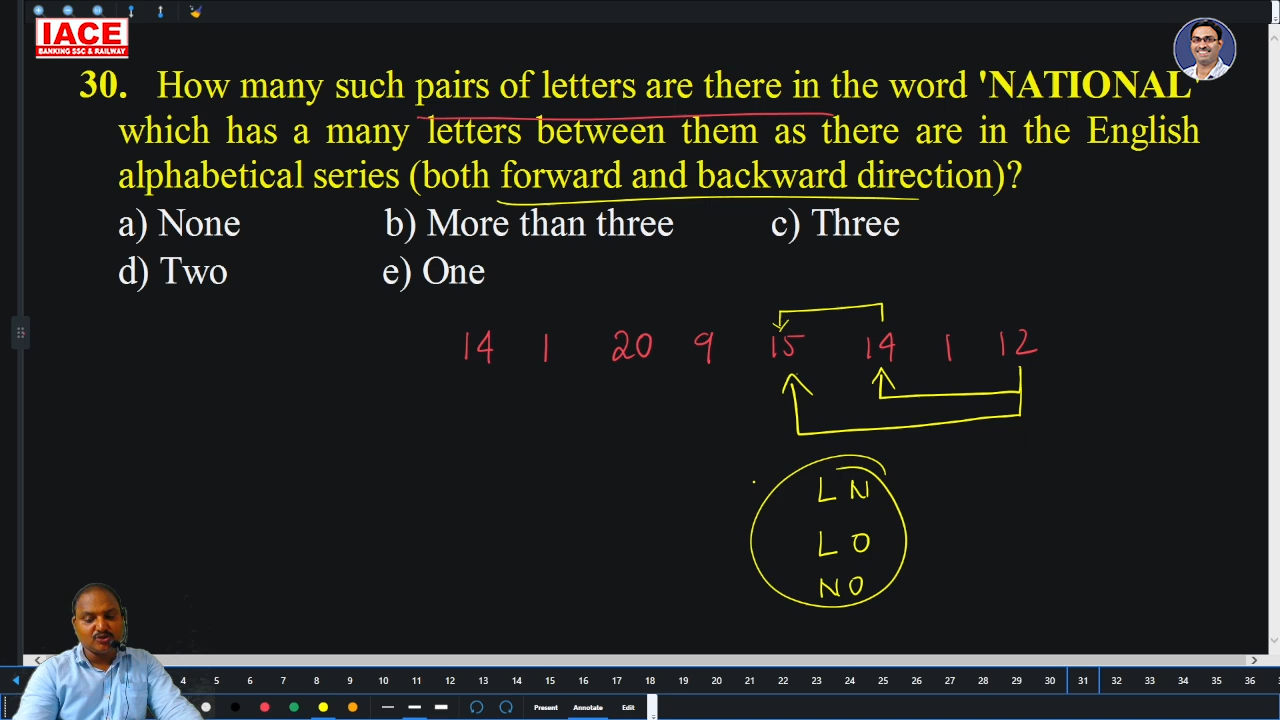 IACE
BANKING SSC & RAILWAY
30. How many such pairs of letters are there in the word 'NATIONAL'
which has a many letters between them as there are in the English
alphabetical series (both forward and backward direction)?
a) None b) More than three c) Three
d) Two e) One
14 1 20 9 15 14 1 12
L N
L O
N O
4 5 6 7 8 9 10 11 12 13 14 15 16 17 18 19 20 21 22 23 24 25 26 27 28 29 30 31 32 33 34 35 36
Present Annotate Edit